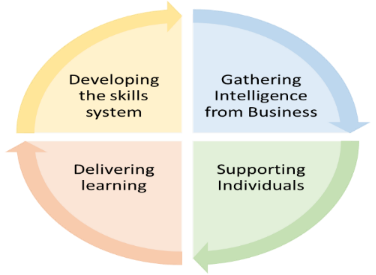 Developing
the skills
system
Gathering
Intelligence
from Business
Delivering
learning
Supporting
Individuals